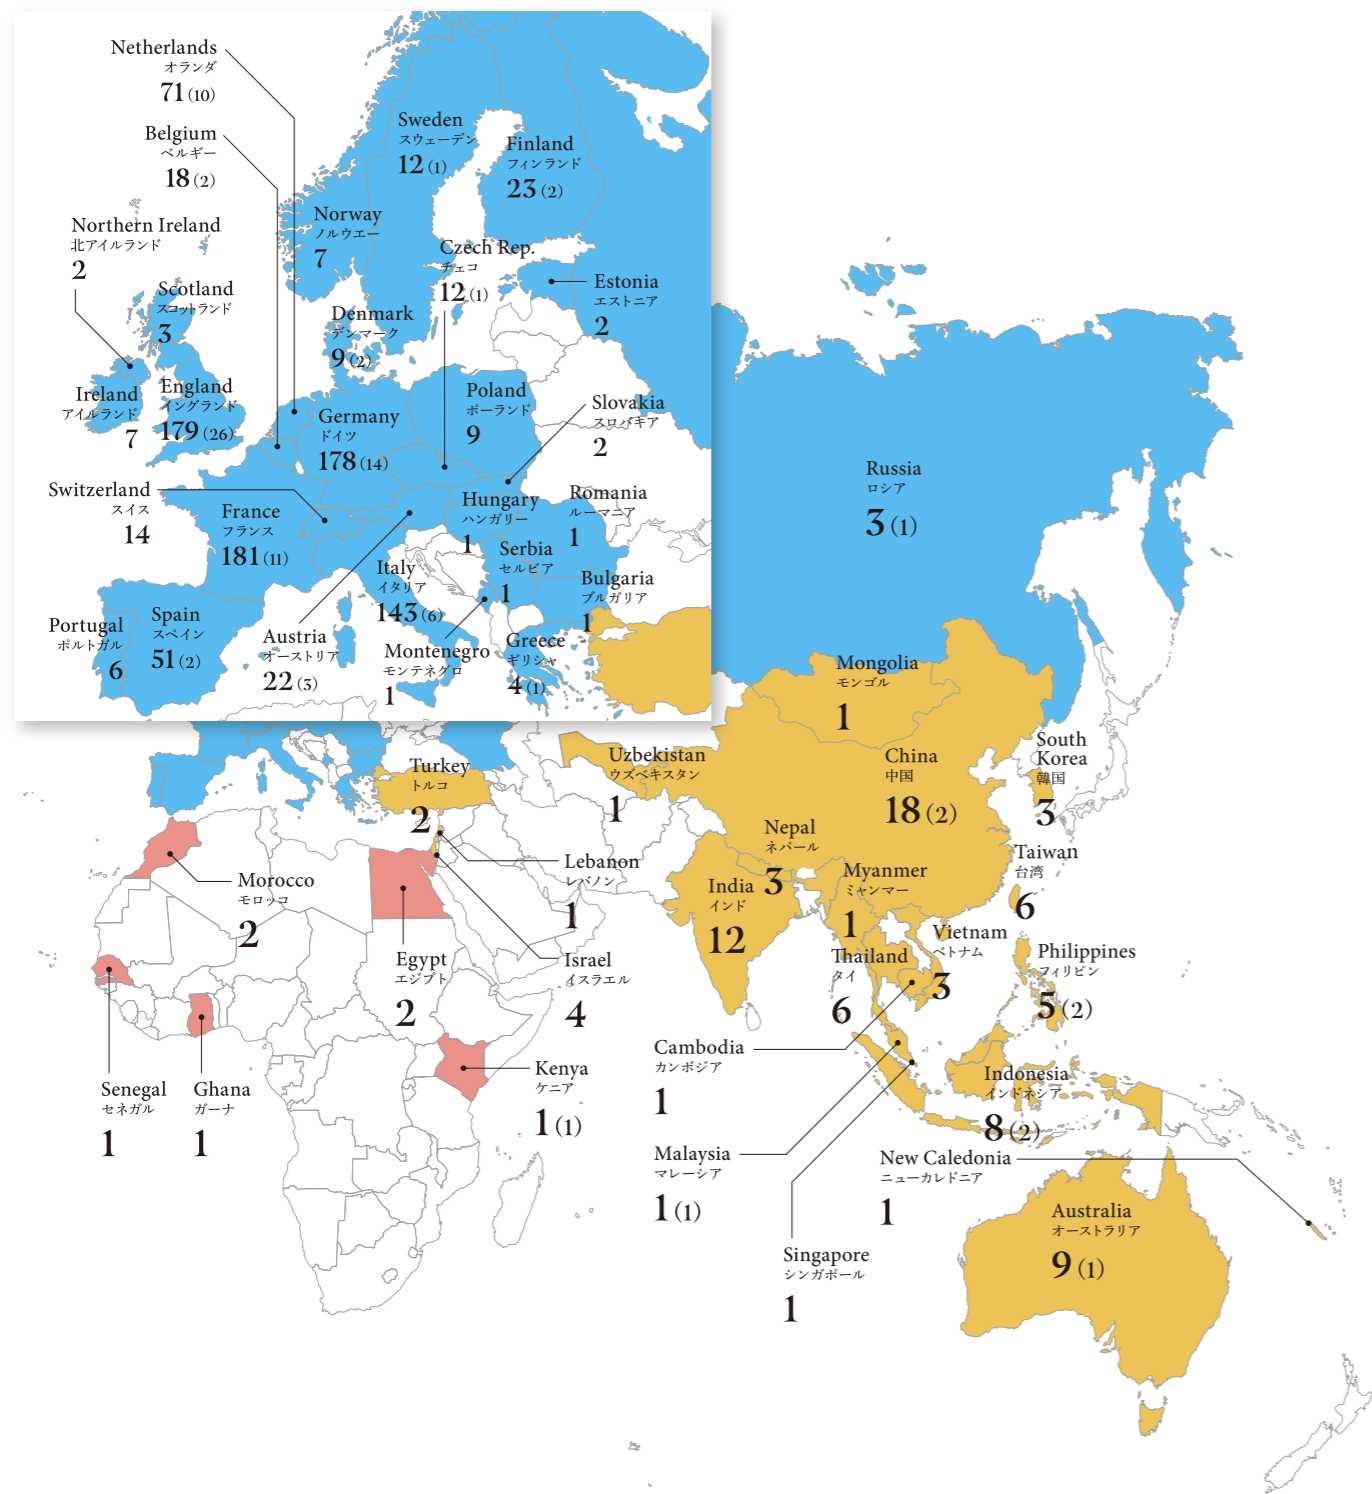 Netherlands
オランダ
71 (10)
Belgium
ベルギー
18 (2)
Northern Ireland
北アイルランド
2
Scotland
スコットランド
3
Ireland
アイルランド
7
England
イングランド
179 (26)
Sweden
スウェーデン
12 (1)
Finland
フィンランド
23 (2)
Norway
ノルウエー
7
Czech Rep.
チェコ
12 (1)
Estonia
エストニア
2
Denmark
デンマーク
9 (2)
Poland
ポーランド
9
Germany
ドイツ
178 (14)
Slovakia
スロバキア
2
Switzerland
スイス
14
France
フランス
181 (11)
Hungary
ハンガリー
1
Romania
ルーマニア
1
Serbia
セルビア
1
Italy
イタリア
143 (6)
Bulgaria
ブルガリア
1
Portugal
ポルトガル
6
Spain
スペイン
51 (2)
Austria
オーストリア
22 (3)
Montenegro
モンテネグロ
1
Greece
ギリシャ
4 (1)
Russia
ロシア
3 (1)
Mongolia
モンゴル
1
Turkey
トルコ
2
Uzbekistan
ウズベキスタン
1
China
中国
18 (2)
South
Korea
韓国
3
Nepal
ネパール
3
Taiwan
台湾
6
Lebanon
レバノン
1
Morocco
モロッコ
2
India
インド
12
Myanmer
ミャンマー
1
Vietnam
ベトナム
3
Egypt
エジプト
2
Israel
イスラエル
4
Thailand
タイ
6
Philippines
フィリピン
5 (2)
Cambodia
カンボジア
1
Senegal
セネガル
1
Ghana
ガーナ
1
Kenya
ケニア
1 (1)
Indonesia
インドネシア
8 (2)
Malaysia
マレーシア
1 (1)
New Caledonia
ニューカレドニア
1
Australia
オーストラリア
9 (1)
Singapore
シンガポール
1